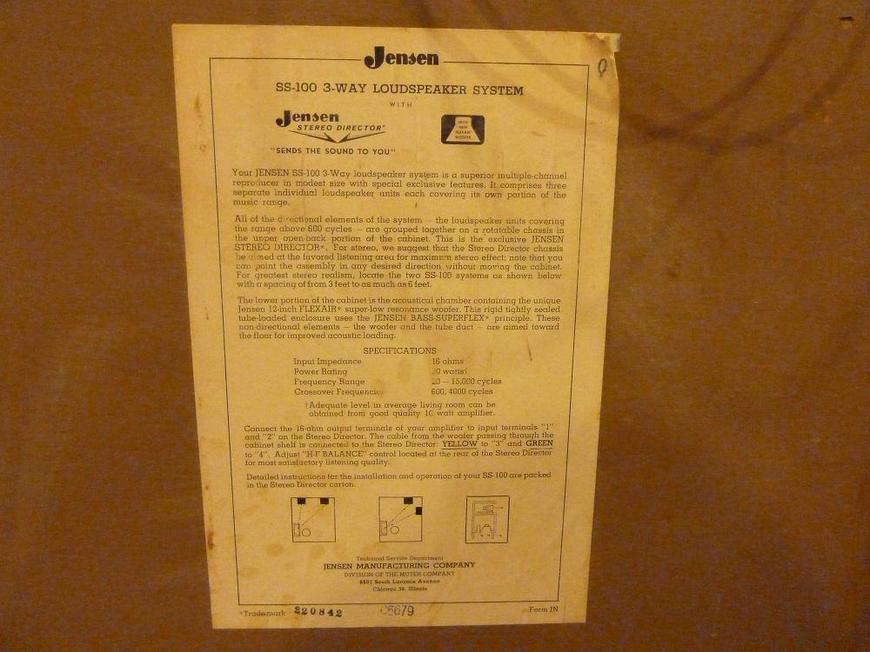 Jensen
SS-100 3-WAY LOUDSPEAKER SYSTEM
WITH
Jensen
STEREO DIRECTOR*
"SENDS THE SOUND TO YOU"
Your JENSEN SS-100 3-Way loudspeaker system is a superior multiple-channel
reproducer in modest size with special exclusive features. It comprises three
separate individual loudspeaker units each covering its own portion of the
music range.
All of the directional elements of the system — the loudspeaker units covering
the range above 600 cycles — are grouped together on a rotatable chassis in
the upper open-back portion of the cabinet. This is the exclusive JENSEN
STEREO DIRECTOR*. For stereo, we suggest that the Stereo Director chassis
be aimed at the favored listening area for maximum stereo effect; note that you
can point the assembly in any desired direction without moving the cabinet.
For greatest stereo realism, locate the two SS-100 systems as shown below
with a spacing of from 3 feet to as much as 6 feet.
The lower portion of the cabinet is the acoustical chamber containing the unique
Jensen 12-inch FLEXAIR* super-low resonance woofer. This rigid tightly sealed
tube-loaded enclosure uses the JENSEN BASS-SUPERFLEX* principle. These
non-directional elements — the woofer and the tube duct — are aimed toward
the floor for improved acoustic loading.
SPECIFICATIONS
Input Impedance 16 ohms
Power Rating watts†
Frequency Range 20 — 15,000 cycles
Crossover Frequencies 600, 4000 cycles
†Adequate level in average living room can be
obtained from good quality 10 watt amplifier.
Connect the 16-ohm output terminals of your amplifier to input terminals "1"
and "2" on the Stereo Director. The cable from the woofer passing through the
cabinet shelf is connected to the Stereo Director: YELLOW to "3" and GREEN
to "4". Adjust "H-F BALANCE" control located at the rear of the Stereo Director
for most satisfactory listening quality.
Detailed instructions for the installation and operation of your SS-100 are packed
in the Stereo Director carton.
Technical Service Department
JENSEN MANUFACTURING COMPANY
DIVISION OF THE MUTER COMPANY
6601 South Laramie Avenue
Chicago 38, Illinois
*Trademark 220842 C5679 Form IN